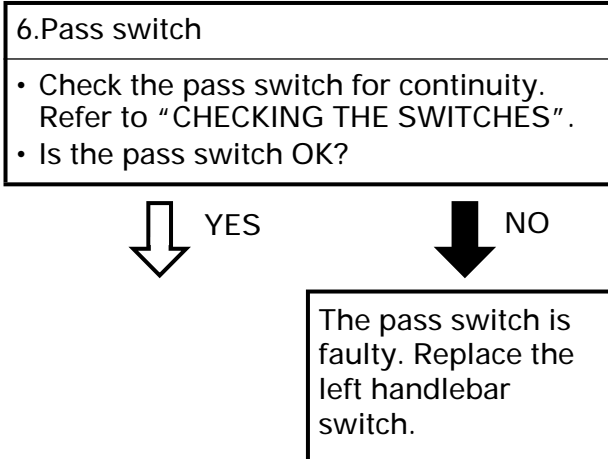 6.Pass switch
• Check the pass switch for continuity.
Refer to “CHECKING THE SWITCHES”.
• Is the pass switch OK?
YES
NO
The pass switch is
faulty. Replace the
left handlebar
switch.